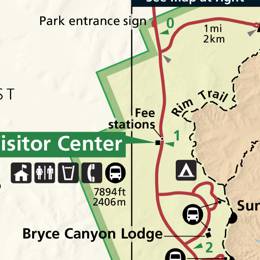 See map at right
Park entrance sign
0
1mi
2km
ST
Rim Trail
Fee
stations
isitor Center
1
7894ft
2406m
Sun
Bryce Canyon Lodge
2